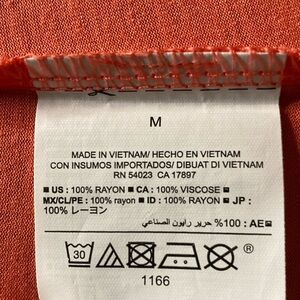 M
MADE IN VIETNAM/ HECHO EN VIETNAM
CON INSUMOS IMPORTADOS/ DIBUAT DI VIETNAM
RN 54023 CA 17897
■ US : 100% RAYON ■ CA : 100% VISCOSE ■
MX/CL/PE: 100% rayon ■ ID : 100% RAYON ■ JP :
100% レーヨン
■ AE: 100% حرير رايون الصناعي
30 ®
1166